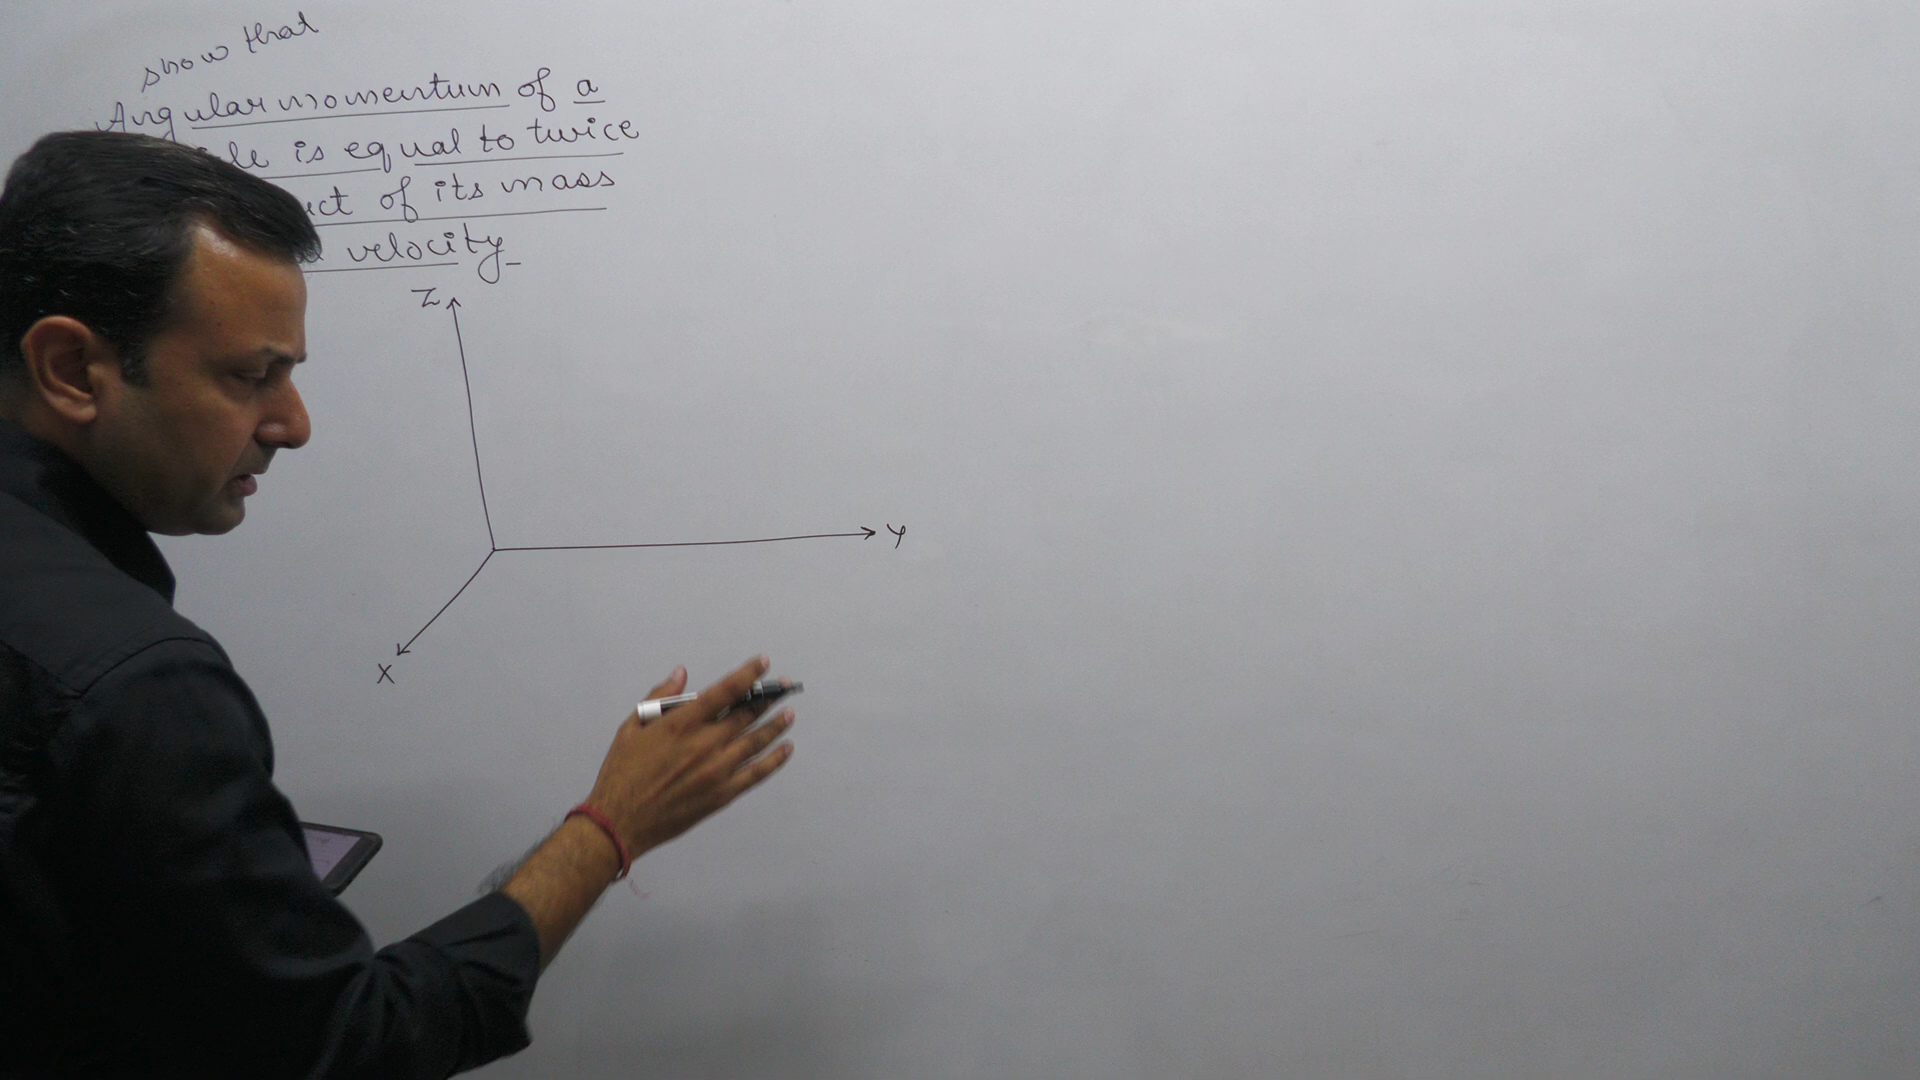 show that
Angular momentum of a
is equal to twice
of its mass
velocity
Z
Y
X